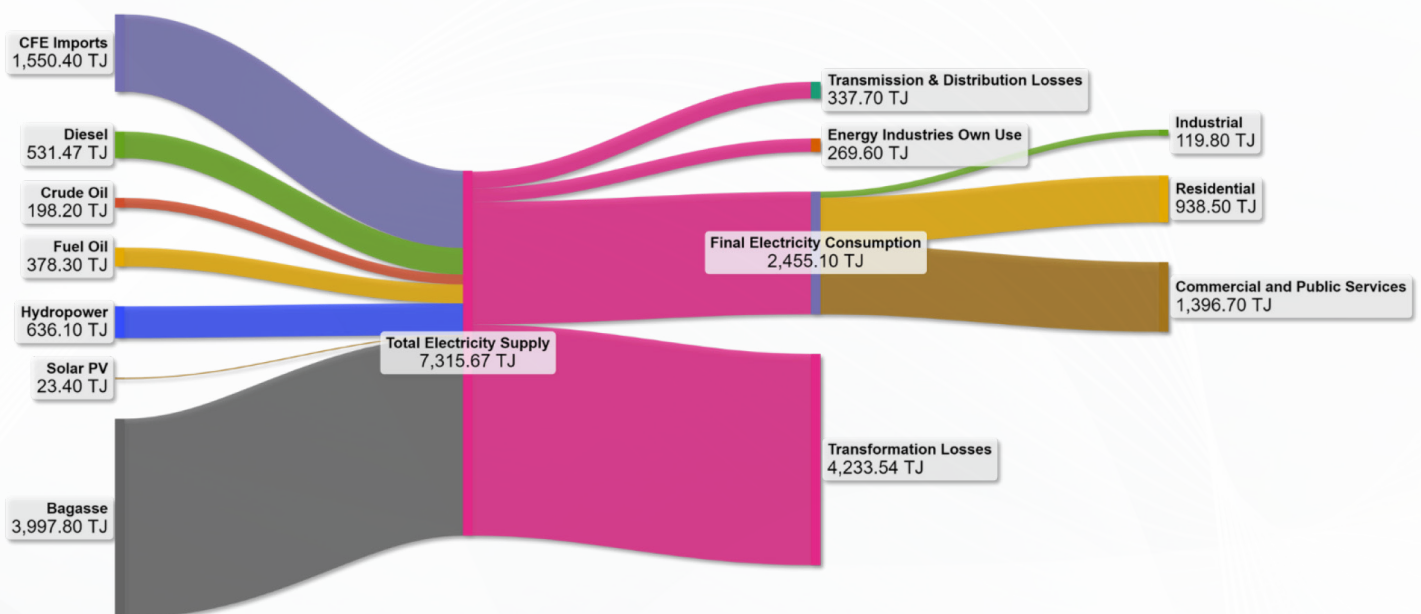 CFE Imports
1,550.40 TJ
Diesel
531.47 TJ
Crude Oil
198.20 TJ
Fuel Oil
378.30 TJ
Hydropower
636.10 TJ
Solar PV
23.40 TJ
Bagasse
3,997.80 TJ
Total Electricity Supply
7,315.67 TJ
Transmission & Distribution Losses
337.70 TJ
Energy Industries Own Use
269.60 TJ
Final Electricity Consumption
2,455.10 TJ
Transformation Losses
4,233.54 TJ
Industrial
119.80 TJ
Residential
938.50 TJ
Commercial and Public Services
1,396.70 TJ